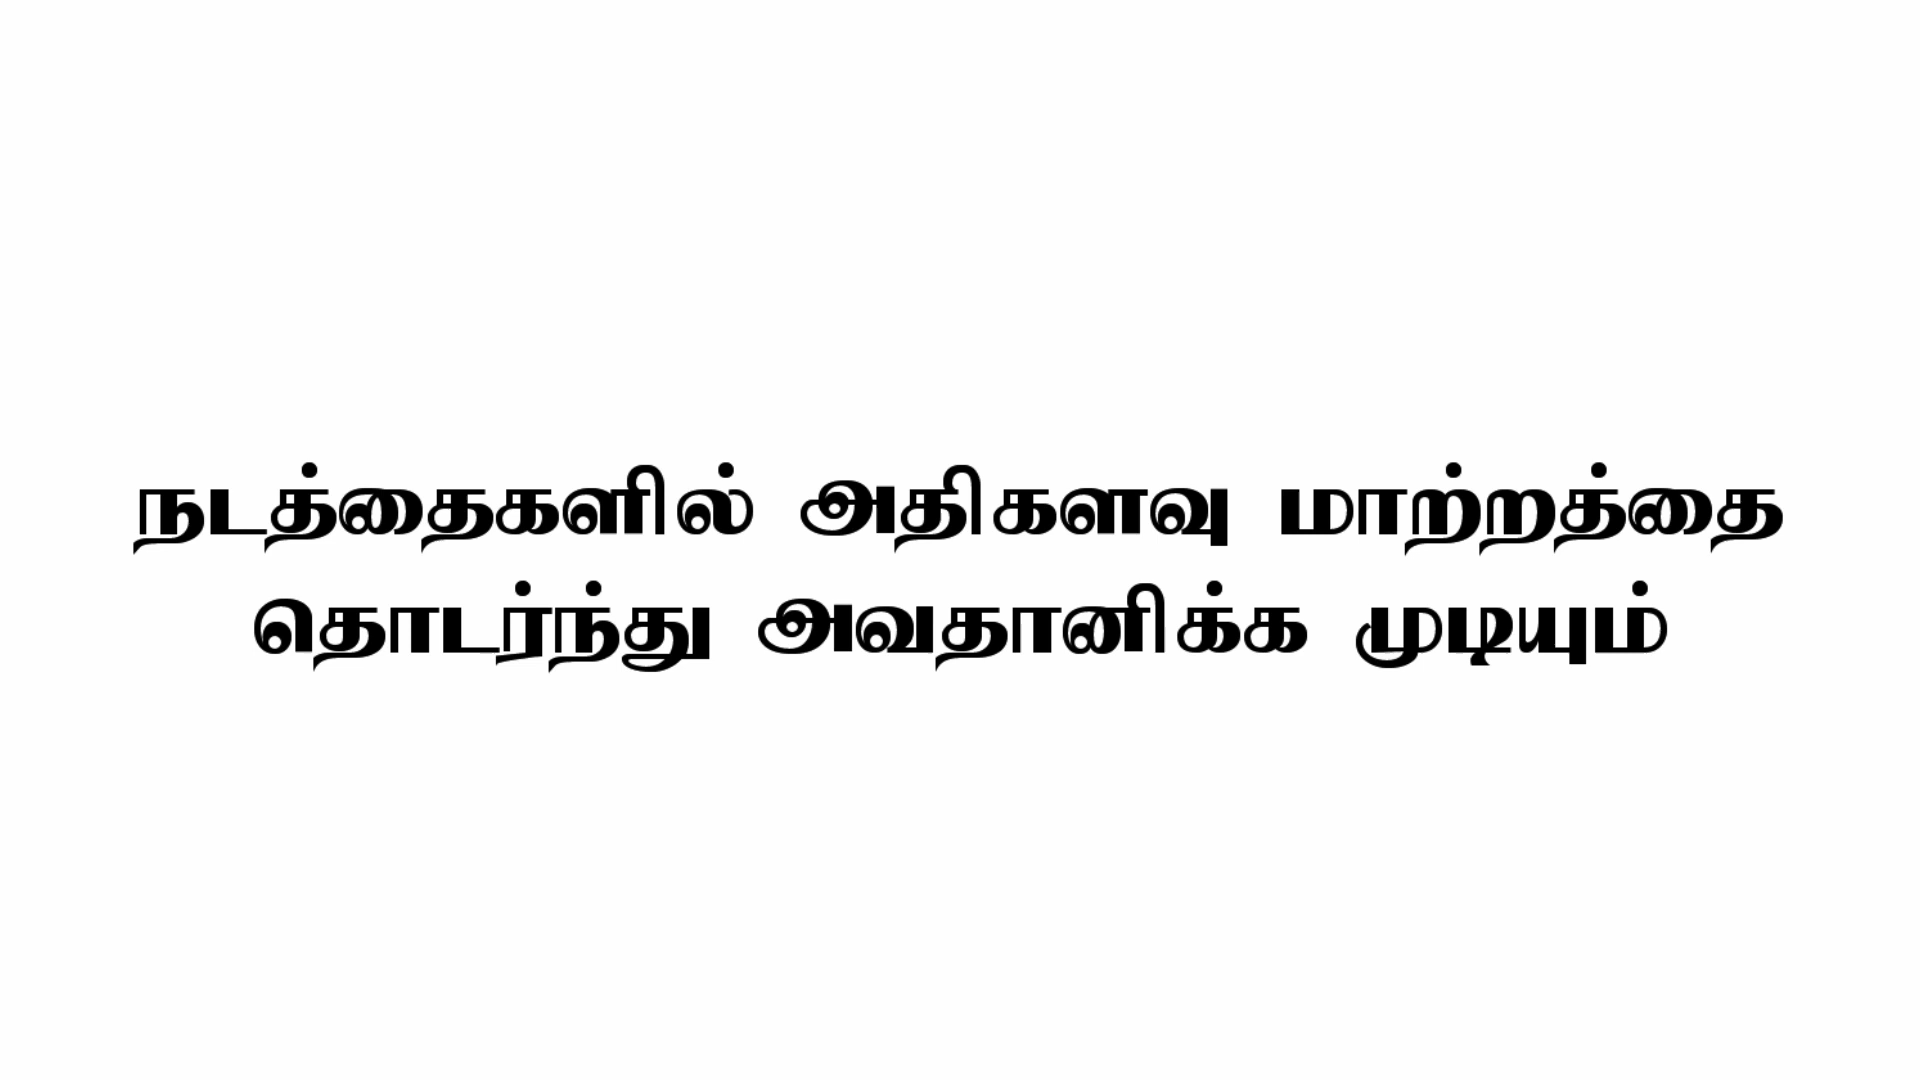 நடத்தைகளில் அதிகளவு மாற்றத்தை
தொடர்ந்து அவதானிக்க முடியும்